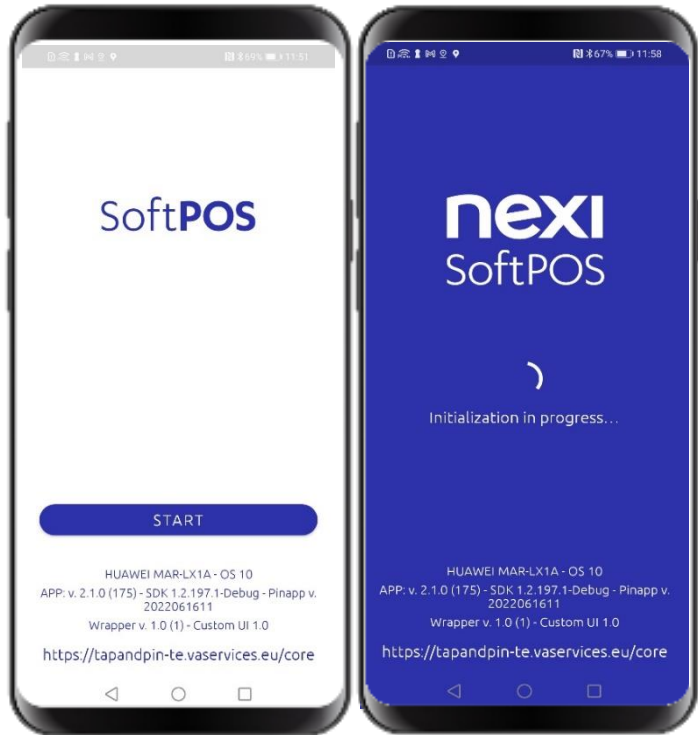 69% 11:51
SoftPOS
START
HUAWEI MAR-LX1A - OS 10
APP: v. 2.1.0 (175) - SDK 1.2.197.1-Debug - Pinapp v.
2022061611
Wrapper v. 1.0 (1) - Custom UI 1.0
https://tapandpin-te.vaservices.eu/core
67% 11:58
nexi
SoftPOS
Initialization in progress...
HUAWEI MAR-LX1A - OS 10
APP: v. 2.1.0 (175) - SDK 1.2.197.1-Debug - Pinapp v.
2022061611
Wrapper v. 1.0 (1) - Custom UI 1.0
https://tapandpin-te.vaservices.eu/core